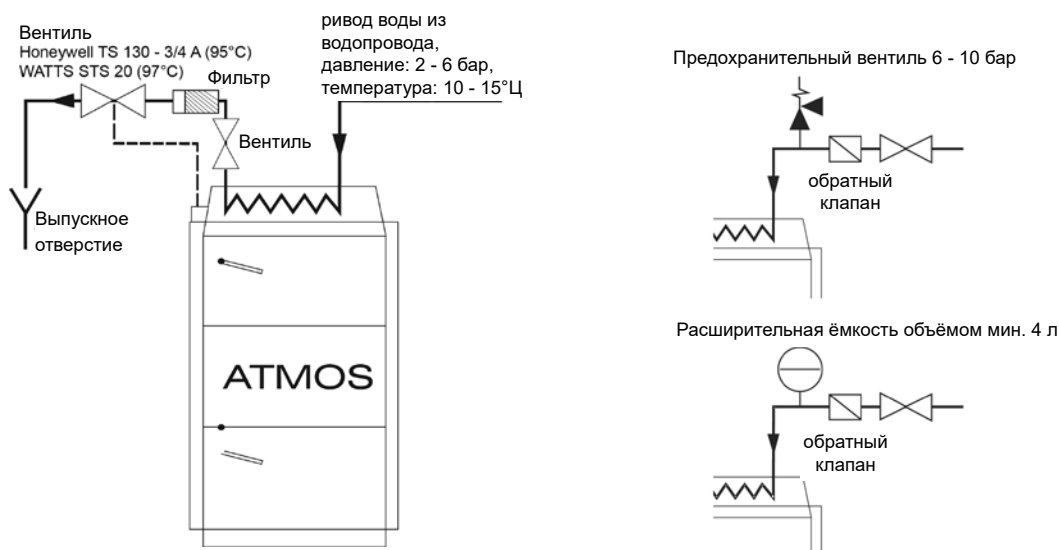 Вентиль
Honeywell TS 130 - 3/4 A (95°C)
WATTS STS 20 (97°C)
Фильтр
ривод воды из
водопровода,
давление: 2 - 6 бар,
температура: 10 - 15°Ц
Вентиль
Выпускное
отверстие
ATMOS
Предохранительный вентиль 6 - 10 бар
обратный
клапан
Расширительная ёмкость объёмом мин. 4 л
обратный
клапан